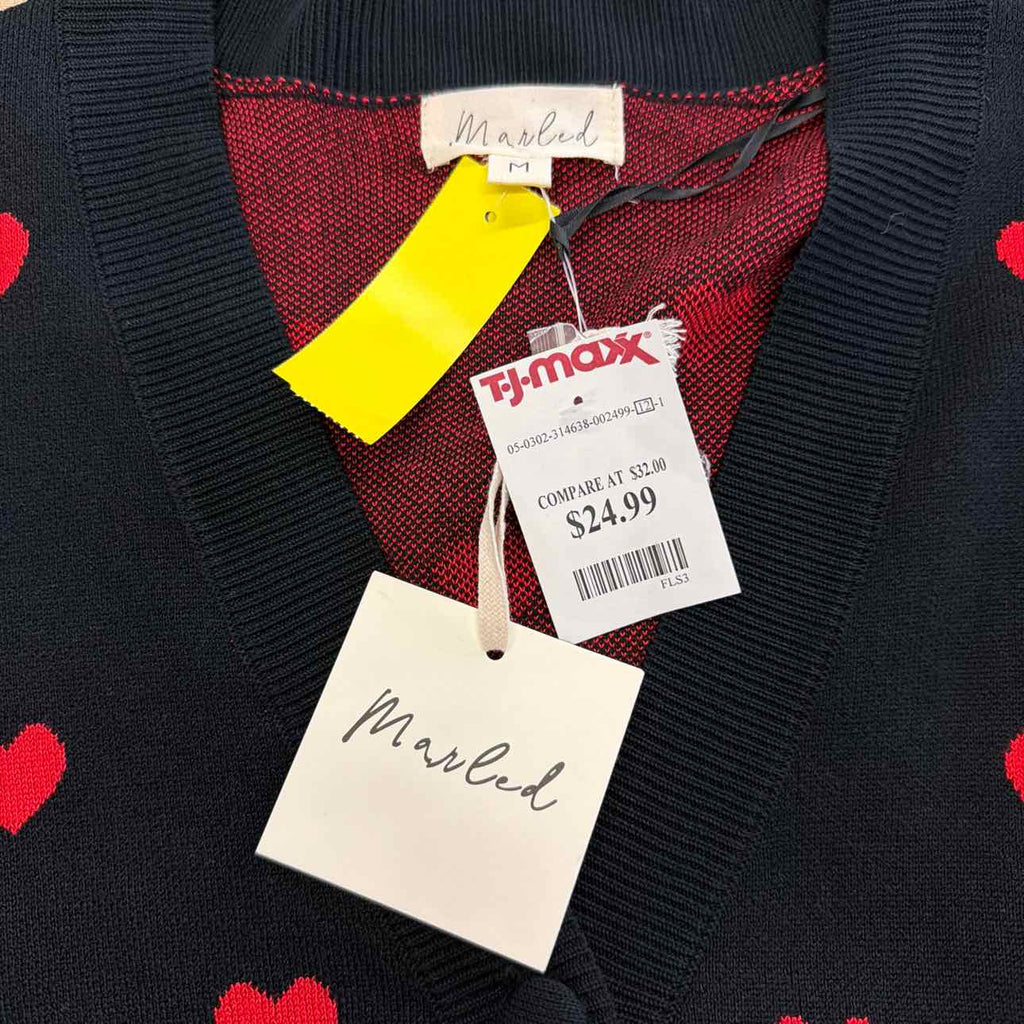 Marled
M
T·J·maxx®
05-0302-314638-002499-12-1
COMPARE AT $32.00
$24.99
FLS3
Marled